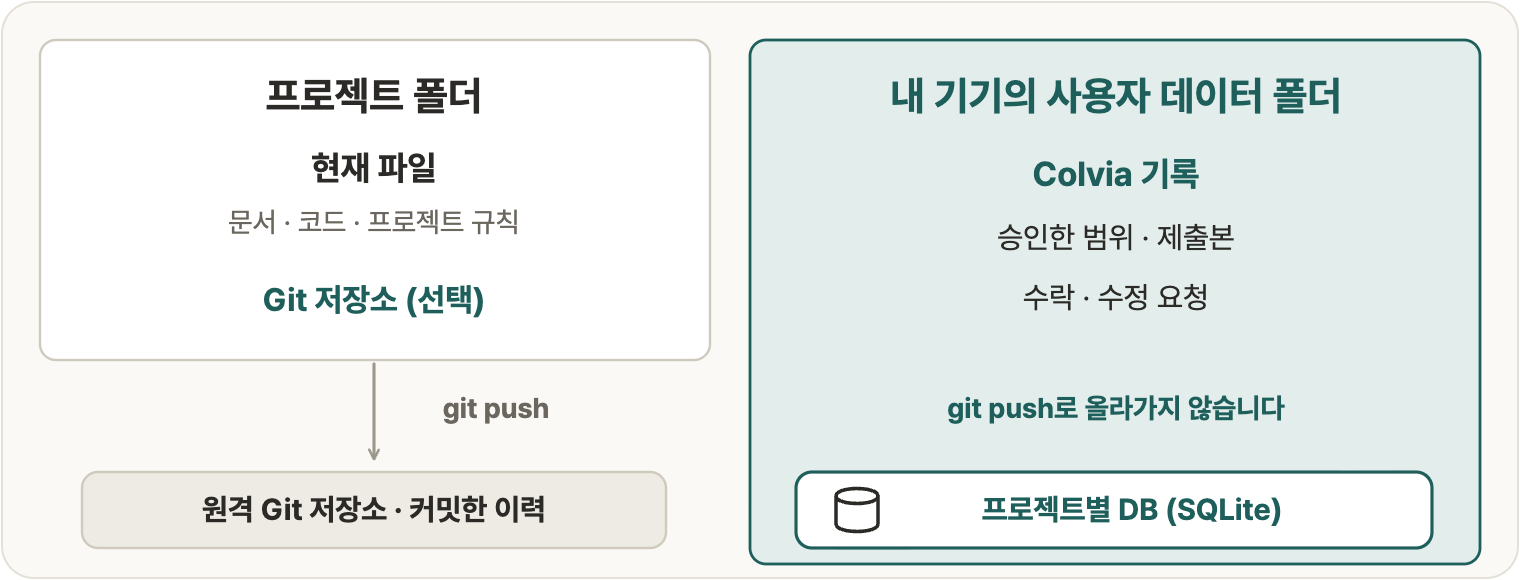 프로젝트 폴더
현재 파일
문서 · 코드 · 프로젝트 규칙
Git 저장소 (선택)
git push
원격 Git 저장소 · 커밋한 이력
내 기기의 사용자 데이터 폴더
Colvia 기록
승인한 범위 · 제출본
수락 · 수정 요청
git push로 올라가지 않습니다
프로젝트별 DB (SQLite)